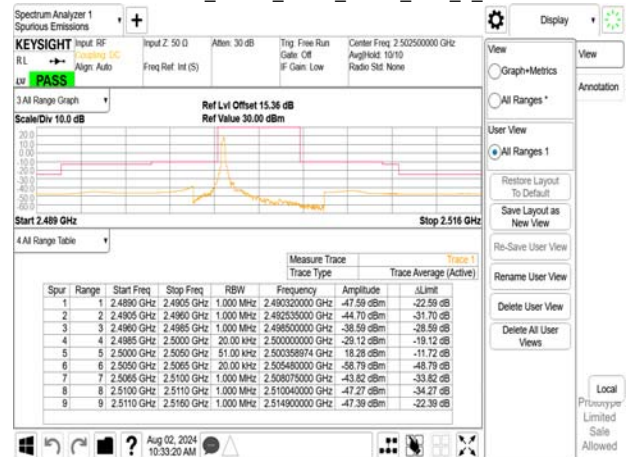 Spectrum Analyzer 1
Spurious Emissions
Display
KEYSIGHT Input: RF Input Z: 50 Ω Atten: 30 dB Trig: Free Run Center Freq: 2.502500000 GHz
RL Coupling: DC Gate: Off Avg|Hold: 10/10
Align: Auto Freq Ref: Int (S) IF Gain: Low Radio Std: None
PASS
3 All Range Graph
Ref Lvl Offset 15.36 dB
Scale/Div 10.0 dB Ref Value 30.00 dBm
20.0
10.0
0.00
-10.0
-20.0
-30.0
-40.0
-50.0
-60.0
Start 2.489 GHz Stop 2.516 GHz
4 All Range Table
Measure Trace Trace 1
Trace Type Trace Average (Active)
Spur Range Start Freq Stop Freq RBW Frequency Amplitude ΔLimit
1 1 2.4890 GHz 2.4905 GHz 1.000 MHz 2.490320000 GHz -47.59 dBm -22.59 dB
2 2 2.4905 GHz 2.4960 GHz 1.000 MHz 2.492535000 GHz -44.70 dBm -31.70 dB
3 3 2.4960 GHz 2.4985 GHz 1.000 MHz 2.498500000 GHz -38.59 dBm -28.59 dB
4 4 2.4985 GHz 2.5000 GHz 20.00 kHz 2.500000000 GHz -29.12 dBm -19.12 dB
5 5 2.5000 GHz 2.5050 GHz 51.00 kHz 2.500358974 GHz 18.28 dBm -11.72 dB
6 6 2.5050 GHz 2.5065 GHz 20.00 kHz 2.505480000 GHz -58.79 dBm -48.79 dB
7 7 2.5065 GHz 2.5100 GHz 1.000 MHz 2.508075000 GHz -43.82 dBm -33.82 dB
8 8 2.5100 GHz 2.5110 GHz 1.000 MHz 2.510040000 GHz -47.27 dBm -34.27 dB
9 9 2.5110 GHz 2.5160 GHz 1.000 MHz 2.514900000 GHz -47.39 dBm -22.39 dB
Aug 02, 2024
10:33:20 AM
View
Graph+Metrics
All Ranges *
User View
All Ranges 1
Restore Layout
To Default
Save Layout as
New View
Re-Save User View
Rename User View
Delete User View
Delete All User
Views
View
Annotation
Local
Prototype
Limited
Sale
Allowed